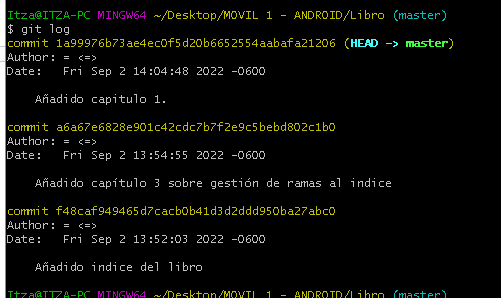 Itza@ITZA-PC MINGW64 ~/Desktop/MOVIL 1 - ANDROID/Libro (master)
$ git log
commit 1a99976b73ae4ec0f5d20b6652554aabafa21206 (HEAD -> master)
Author: = <=>
Date:   Fri Sep 2 14:04:48 2022 -0600
Añadido capitulo 1.
commit a6a67e6828e901c42cdc7b7f2e9c5bebd802c1b0
Author: = <=>
Date:   Fri Sep 2 13:54:55 2022 -0600
Añadido capítulo 3 sobre gestión de ramas al indice
commit f48caf949465d7cacb0b41d3d2ddd950ba27abc0
Author: = <=>
Date:   Fri Sep 2 13:52:03 2022 -0600
Añadido indice del libro
Itza@ITZA-PC MINGW64 ~/Desktop/MOVIL 1 - ANDROID/Libro (master)